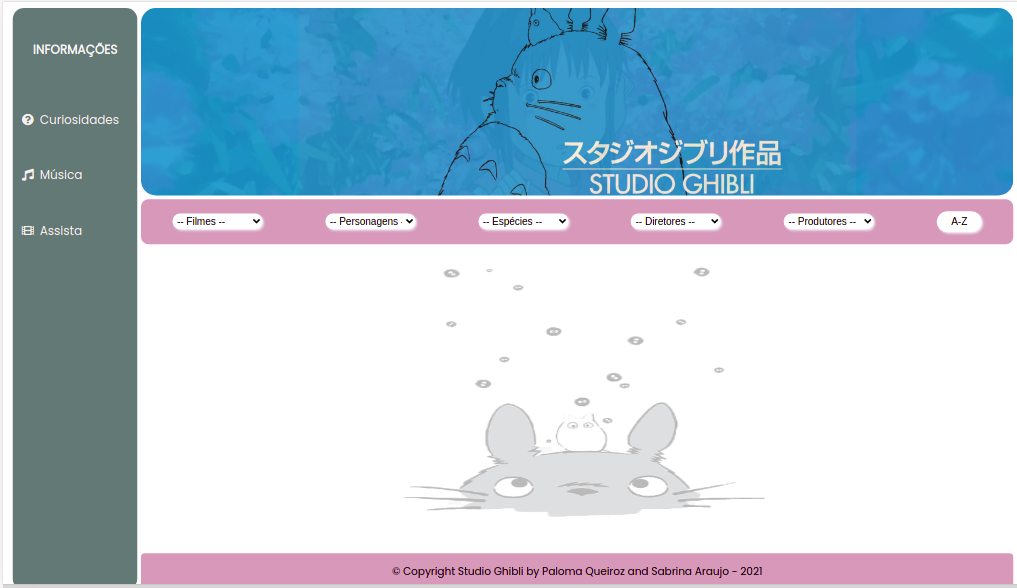 INFORMAÇÕES
Curiosidades
Música
Assista
スタジオジブリ作品
STUDIO GHIBLI
-- Filmes -- -- Personagens - -- Espécies -- -- Diretores -- -- Produtores -- A-Z
© Copyright Studio Ghibli by Paloma Queiroz and Sabrina Araujo - 2021